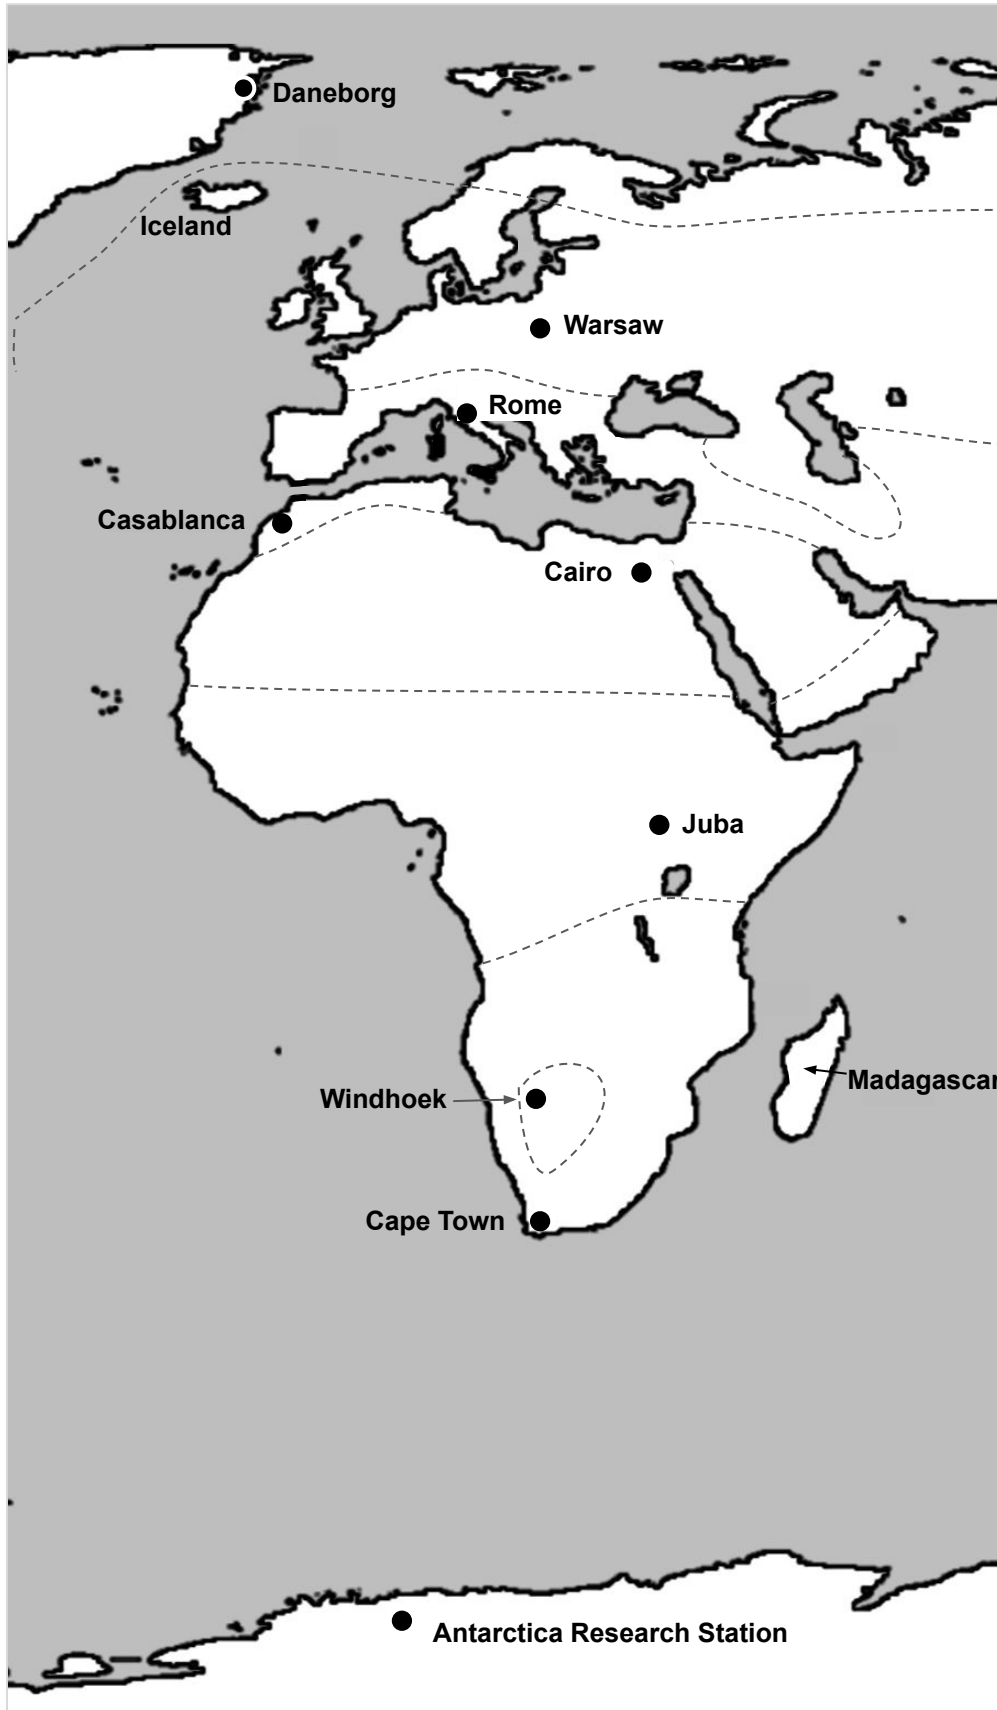 Daneborg
Iceland
Warsaw
Rome
Casablanca
Cairo
Juba
Windhoek
Madagascar
Cape Town
Antarctica Research Station